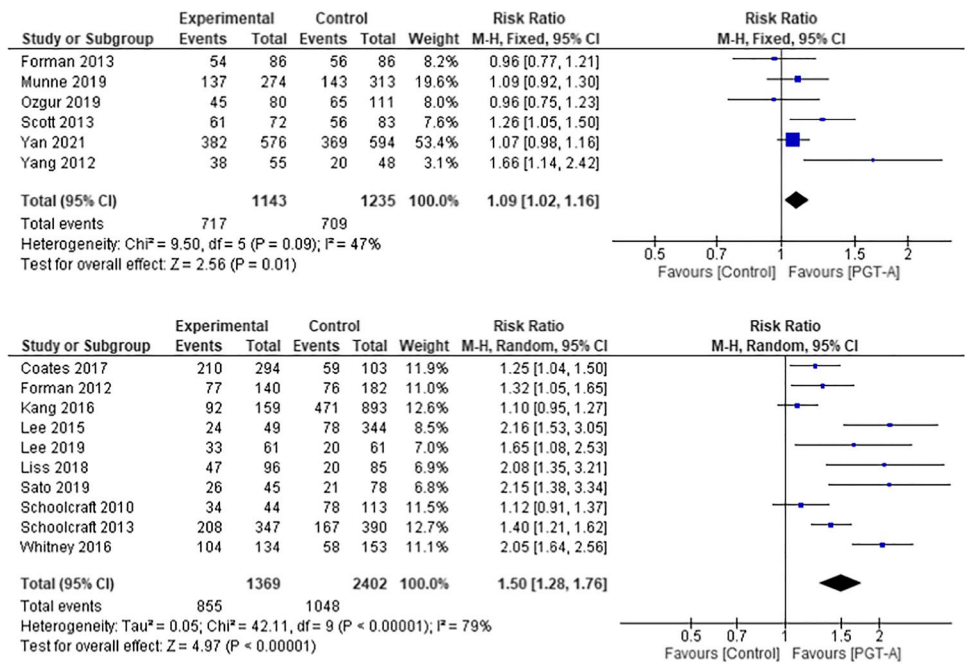 Experimental Control Risk Ratio Risk Ratio
Study or Subgroup Events Total Events Total Weight M-H, Fixed, 95% CI M-H, Fixed, 95% CI
Forman 2013 54 86 56 86 8.2% 0.96 [0.77, 1.21]
Munne 2019 137 274 143 313 19.6% 1.09 [0.92, 1.30]
Ozgur 2019 45 80 65 111 8.0% 0.96 [0.75, 1.23]
Scott 2013 61 72 56 83 7.6% 1.26 [1.05, 1.50]
Yan 2021 382 576 369 594 53.4% 1.07 [0.98, 1.16]
Yang 2012 38 55 20 48 3.1% 1.66 [1.14, 2.42]
Total (95% CI) 1143 1235 100.0% 1.09 [1.02, 1.16]
Total events 717 709
Heterogeneity: Chi² = 9.50, df = 5 (P = 0.09); I² = 47%
Test for overall effect: Z = 2.56 (P = 0.01)
0.5 0.7 1 1.5 2
Favours [Control] Favours [PGT-A]
Experimental Control Risk Ratio Risk Ratio
Study or Subgroup Events Total Events Total Weight M-H, Random, 95% CI M-H, Random, 95% CI
Coates 2017 210 294 59 103 11.9% 1.25 [1.04, 1.50]
Forman 2012 77 140 76 182 11.0% 1.32 [1.05, 1.65]
Kang 2016 92 159 471 893 12.6% 1.10 [0.95, 1.27]
Lee 2015 24 49 78 344 8.5% 2.16 [1.53, 3.05]
Lee 2019 33 61 20 61 7.0% 1.65 [1.08, 2.53]
Liss 2018 47 96 20 85 6.9% 2.08 [1.35, 3.21]
Sato 2019 26 45 21 78 6.8% 2.15 [1.38, 3.34]
Schoolcraft 2010 34 44 78 113 11.4% 1.12 [0.91, 1.37]
Schoolcraft 2013 208 347 167 390 12.7% 1.40 [1.21, 1.62]
Whitney 2016 104 134 58 153 11.1% 2.05 [1.64, 2.56]
Total (95% CI) 1369 2402 100.0% 1.50 [1.28, 1.76]
Total events 855 1048
Heterogeneity: Tau² = 0.05; Chi² = 42.11, df = 9 (P < 0.00001); I² = 79%
Test for overall effect: Z = 4.97 (P < 0.00001)
0.5 0.7 1 1.5 2
Favours [Control] Favours [PGT-A]